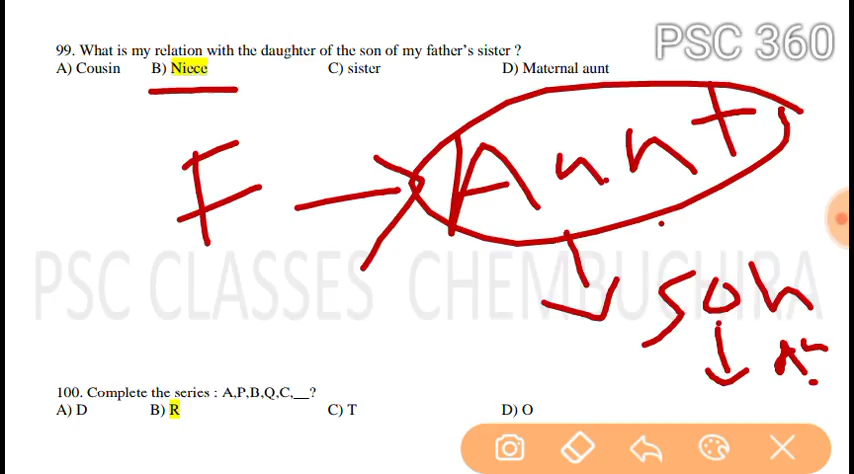 PSC 360
99. What is my relation with the daughter of the son of my father's sister ?
A) Cousin B) Niece C) sister D) Maternal aunt
F Aunt
PSC CLASSES CHEMPUCHIRA
son
100. Complete the series : A,P,B,Q,C,__?
A) D B) R C) T D) O